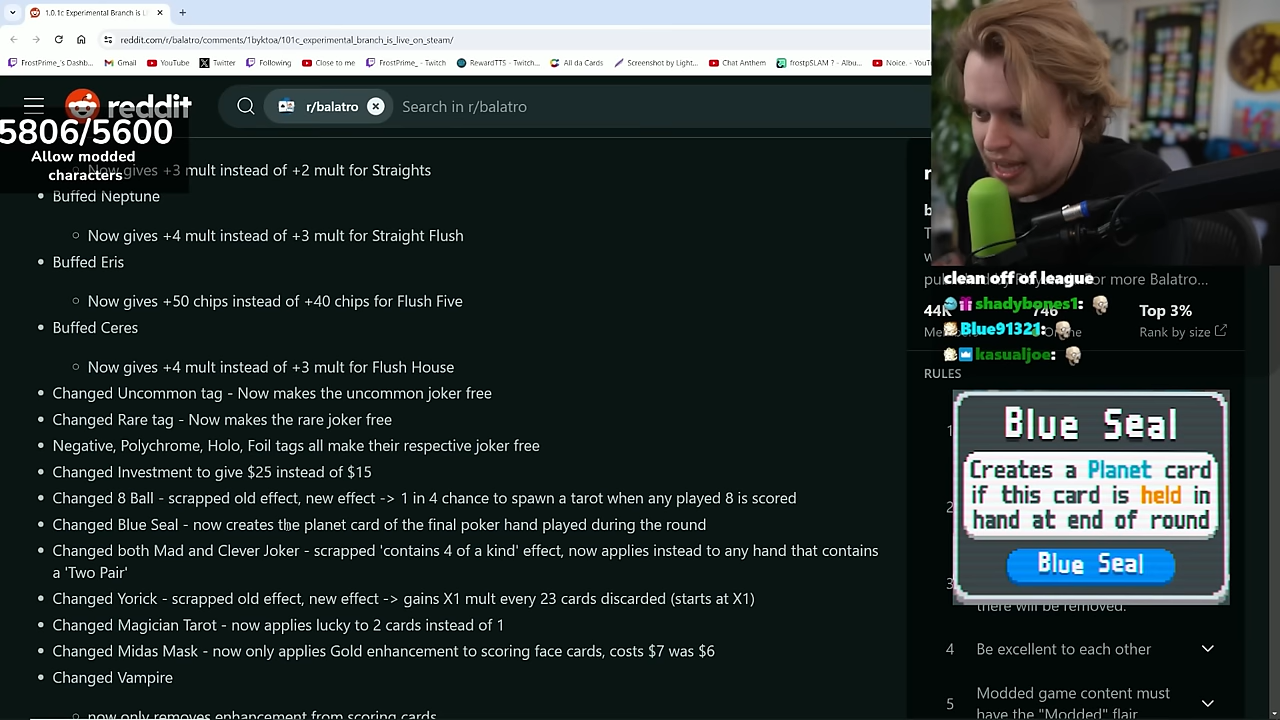 1.0.1c Experimental Branch is L
reddit.com/r/balatro/comments/1byktoa/101c_experimental_branch_is_live_on_steam/
FrostPrime_'s Dashb...
Gmail
YouTube
Twitter
Following
Close to me
FrostPrime_ - Twitch
RewardTTS - Twitch...
All da Cards
Screenshot by Light...
Chat Anthem
frostpSLAM ? - Albu...
YouTube
Noice. - You
reddit
r/balatro
Search in r/balatro
5806/5600
Allow modded
characters
Now gives +3 mult instead of +2 mult for Straights
Buffed Neptune
Now gives +4 mult instead of +3 mult for Straight Flush
Buffed Eris
Now gives +50 chips instead of +40 chips for Flush Five
Buffed Ceres
Now gives +4 mult instead of +3 mult for Flush House
Changed Uncommon tag - Now makes the uncommon joker free
Changed Rare tag - Now makes the rare joker free
Negative, Polychrome, Holo, Foil tags all make their respective joker free
Changed Investment to give $25 instead of $15
Changed 8 Ball - scrapped old effect, new effect -> 1 in 4 chance to spawn a tarot when any played 8 is scored
Changed Blue Seal - now creates the planet card of the final poker hand played during the round
Changed both Mad and Clever Joker - scrapped 'contains 4 of a kind' effect, now applies instead to any hand that contains
a 'Two Pair'
Changed Yorick - scrapped old effect, new effect -> gains X1 mult every 23 cards discarded (starts at X1)
Changed Magician Tarot - now applies lucky to 2 cards instead of 1
Changed Midas Mask - now only applies Gold enhancement to scoring face cards, costs $7 was $6
Changed Vampire
now only removes enhancement from scoring cards
clean off of league
For more Balatro...
shadybones1:
Blue91321:
kasualjoe:
44K
746
Top 3%
Rank by size
RULES
Blue Seal
Creates a Planet card
if this card is held in
hand at end of round
Blue Seal
there will be removed.
4 Be excellent to each other
5 Modded game content must
have the "Modded" flair